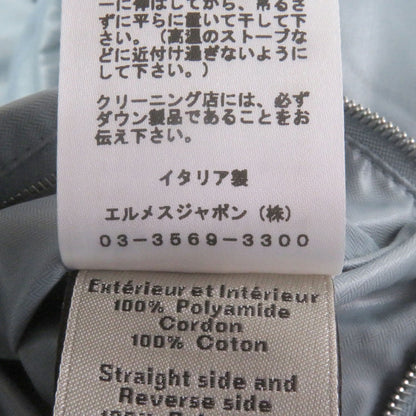 ーに伸ばしてから、吊るさ
ずに平らに置いて干して下
さい。（高温のストーブな
どに近付け過ぎないように
して下さい。）
クリーニング店には、必ず
ダウン製品であることをお
伝え下さい。
イタリア製
エルメスジャポン（株）
03-3569-3300
Extérieur et Intérieur
100% Polyamide
Cordon
100% Coton
Straight side and
Reverse side
100% Polyamide